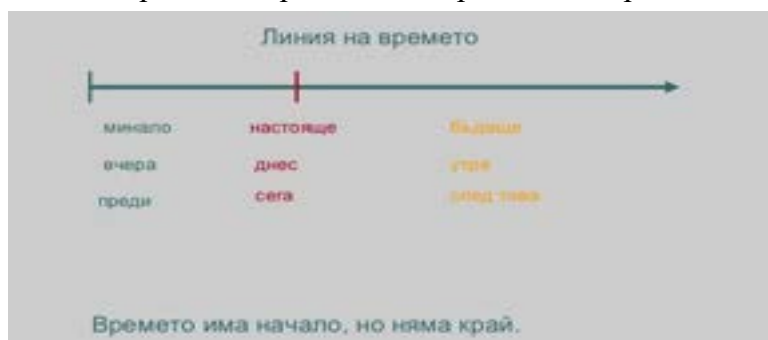 Линия на времето
минало настояще бъдеще
вчера днес утре
преди сега след това
Времето има начало, но няма край.